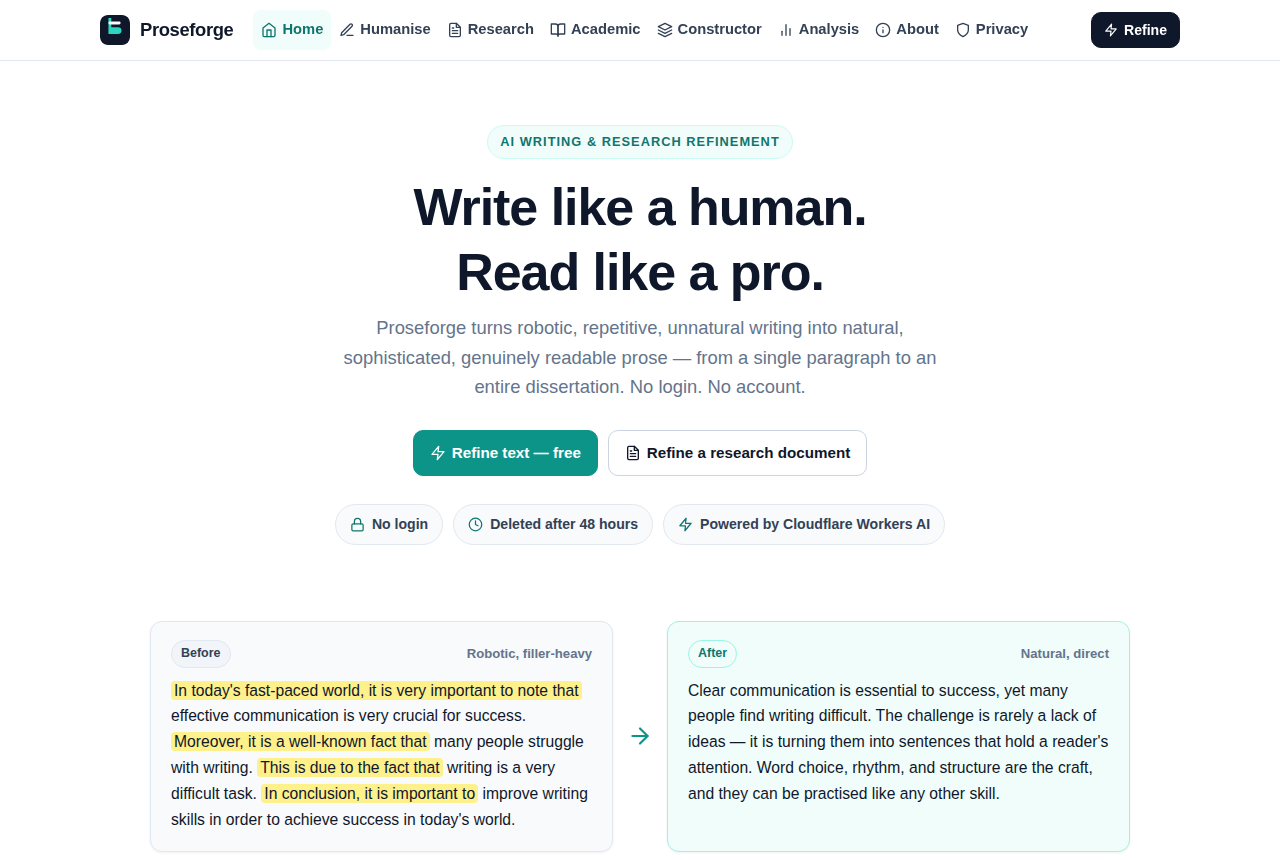 Proseforge
Home
Humanise
Research
Academic
Constructor
Analysis
About
Privacy
Refine
AI WRITING & RESEARCH REFINEMENT
Write like a human.
Read like a pro.
Proseforge turns robotic, repetitive, unnatural writing into natural,
sophisticated, genuinely readable prose — from a single paragraph to an
entire dissertation. No login. No account.
Refine text — free
Refine a research document
No login
Deleted after 48 hours
Powered by Cloudflare Workers AI
Before
Robotic, filler-heavy
In today's fast-paced world, it is very important to note that
effective communication is very crucial for success.
Moreover, it is a well-known fact that many people struggle
with writing. This is due to the fact that writing is a very
difficult task. In conclusion, it is important to improve writing
skills in order to achieve success in today's world.
After
Natural, direct
Clear communication is essential to success, yet many
people find writing difficult. The challenge is rarely a lack of
ideas — it is turning them into sentences that hold a reader's
attention. Word choice, rhythm, and structure are the craft,
and they can be practised like any other skill.